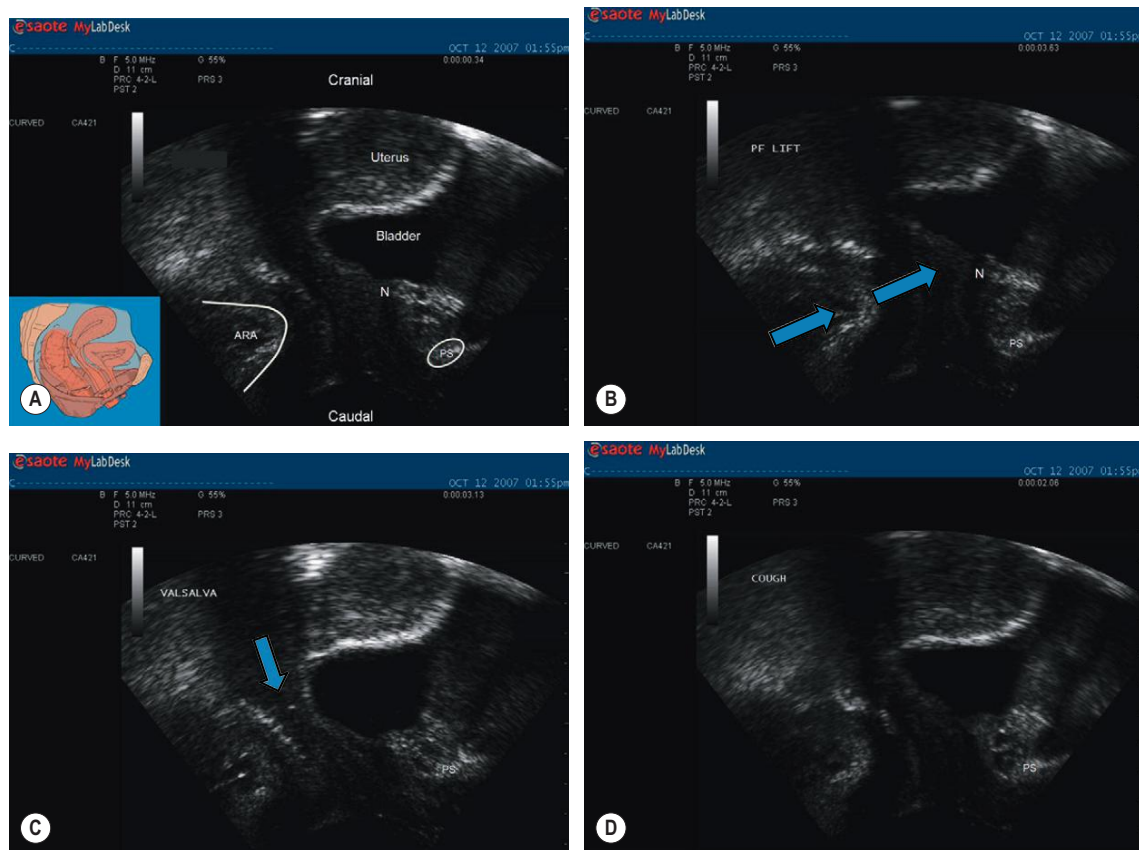 esaote MyLabDesk
C
OCT 12 2007 01:55pm
B F 5.0 MHz G 55% 0:00:00.34
D 11 cm
PRC 4-2-L PRS 3
PST 2
Cranial
CURVED CA421
Uterus
Bladder
N
ARA
PS
A
Caudal
esaote MyLabDesk
C
OCT 12 2007 01:55p
B F 5.0 MHz G 55% 0:00:03.63
D 11 cm
PRC 4-2-L PRS 3
PST 2
CURVED CA421
PF LIFT
N
PS
B
esaote MyLabDesk
C
OCT 12 2007 01:55pm
B F 5.0 MHz G 55% 0:00:03.13
D 11 cm
PRC 4-2-L PRS 3
PST 2
CURVED CA421
VALSALVA
PS
C
esaote MyLabDesk
C
OCT 12 2007 01:55p
B F 5.0 MHz G 55% 0:00:02.06
D 11 cm
PRC 4-2-L PRS 3
PST 2
CURVED CA421
COUGH
PS
D